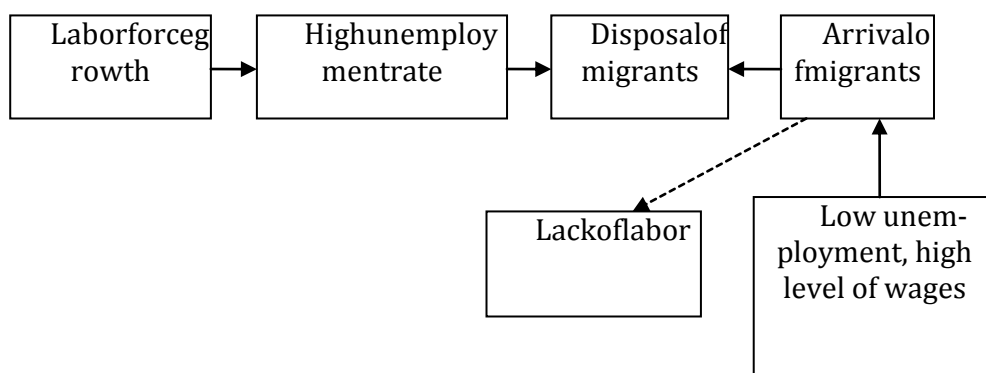 Laborforceg
rowth
Highunemploy
mentrate
Disposalof
migrants
Arrivalo
fmigrants
Lackoflabor
Low unem-
ployment, high
level of wages